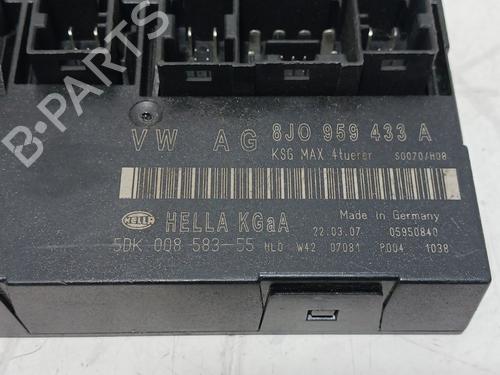 VW AG 8J0 959 433 A
KSG MAX 4tuerer S0070/H08
HELLA
HELLA KGaA
Made in Germany
22.03.07 05950840
5DK 008 583-55 HLO W42 07081 P004 1038
B-PARTS